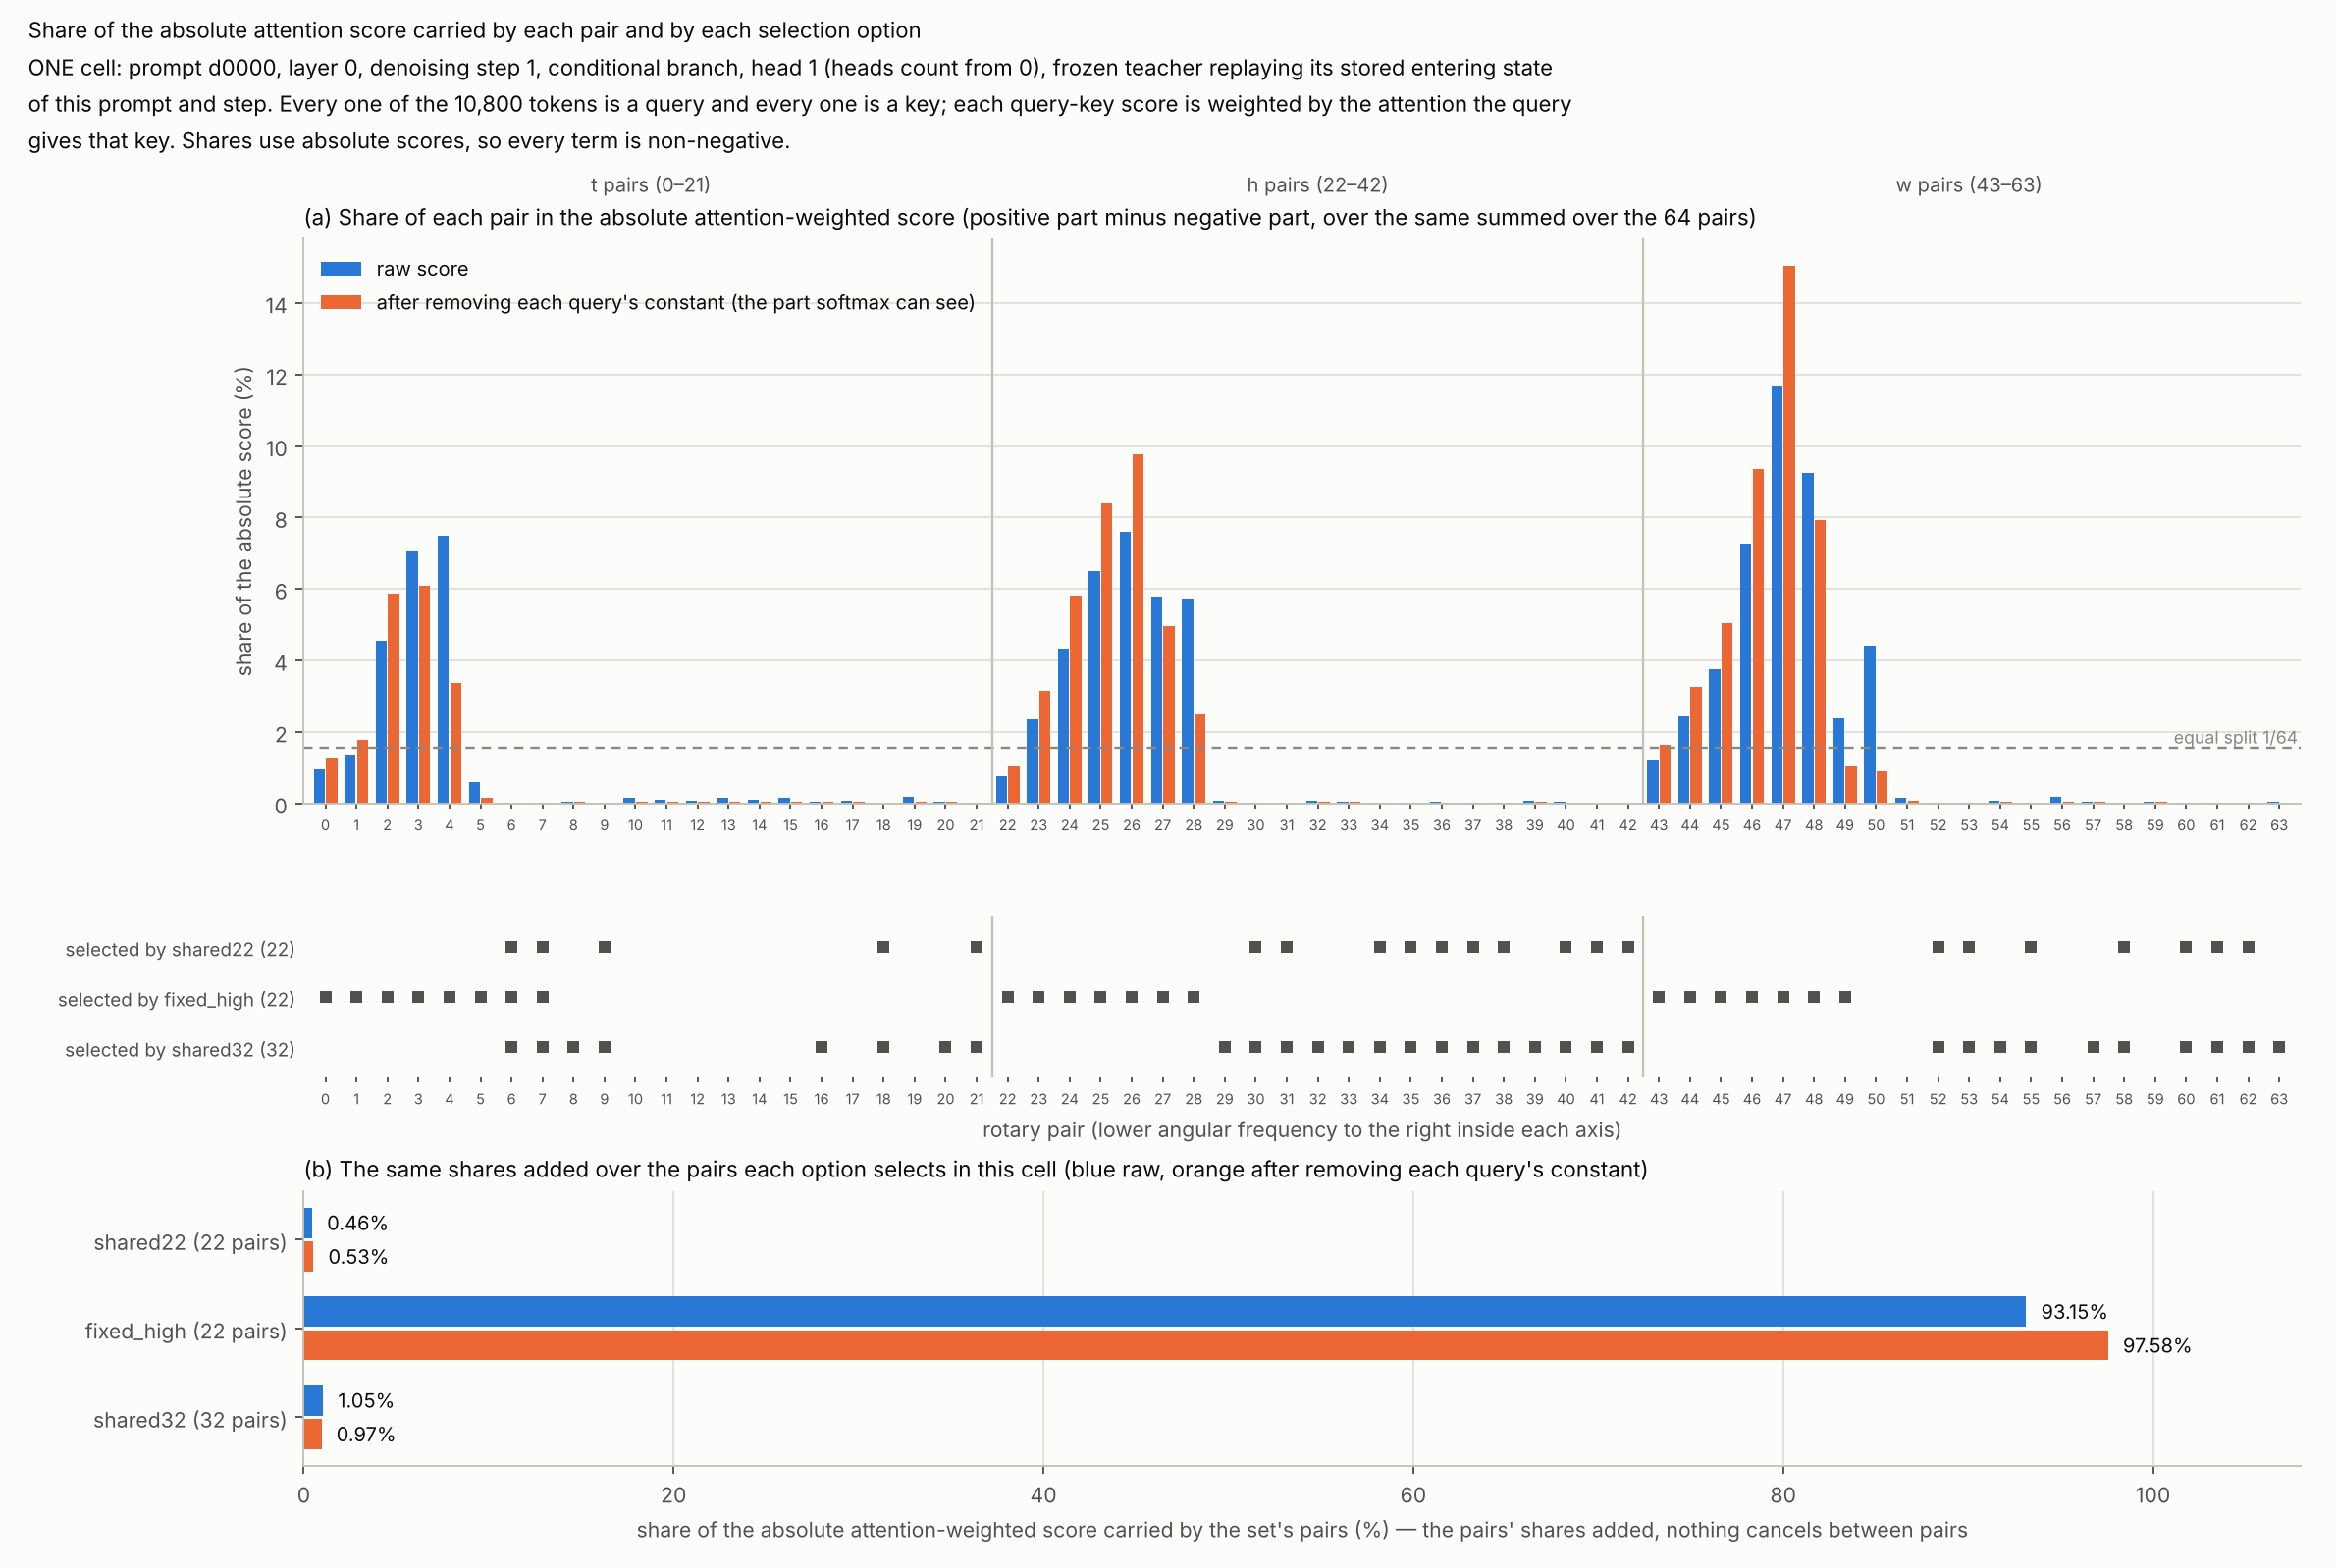 Share of the absolute attention score carried by each pair and by each selection option
ONE cell: prompt d0000, layer 0, denoising step 1, conditional branch, head 1 (heads count from 0), frozen teacher replaying its stored entering state
of this prompt and step. Every one of the 10,800 tokens is a query and every one is a key; each query-key score is weighted by the attention the query
gives that key. Shares use absolute scores, so every term is non-negative.
t pairs (0–21) h pairs (22–42) w pairs (43–63)
(a) Share of each pair in the absolute attention-weighted score (positive part minus negative part, over the same summed over the 64 pairs)
raw score
after removing each query's constant (the part softmax can see)
share of the absolute score (%)
14
12
10
8
6
4
2
0
equal split 1/64
0 1 2 3 4 5 6 7 8 9 10 11 12 13 14 15 16 17 18 19 20 21 22 23 24 25 26 27 28 29 30 31 32 33 34 35 36 37 38 39 40 41 42 43 44 45 46 47 48 49 50 51 52 53 54 55 56 57 58 59 60 61 62 63
selected by shared22 (22)
selected by fixed_high (22)
selected by shared32 (32)
0 1 2 3 4 5 6 7 8 9 10 11 12 13 14 15 16 17 18 19 20 21 22 23 24 25 26 27 28 29 30 31 32 33 34 35 36 37 38 39 40 41 42 43 44 45 46 47 48 49 50 51 52 53 54 55 56 57 58 59 60 61 62 63
rotary pair (lower angular frequency to the right inside each axis)
(b) The same shares added over the pairs each option selects in this cell (blue raw, orange after removing each query's constant)
shared22 (22 pairs)
0.46%
0.53%
fixed_high (22 pairs)
93.15%
97.58%
shared32 (32 pairs)
1.05%
0.97%
0 20 40 60 80 100
share of the absolute attention-weighted score carried by the set's pairs (%) — the pairs' shares added, nothing cancels between pairs